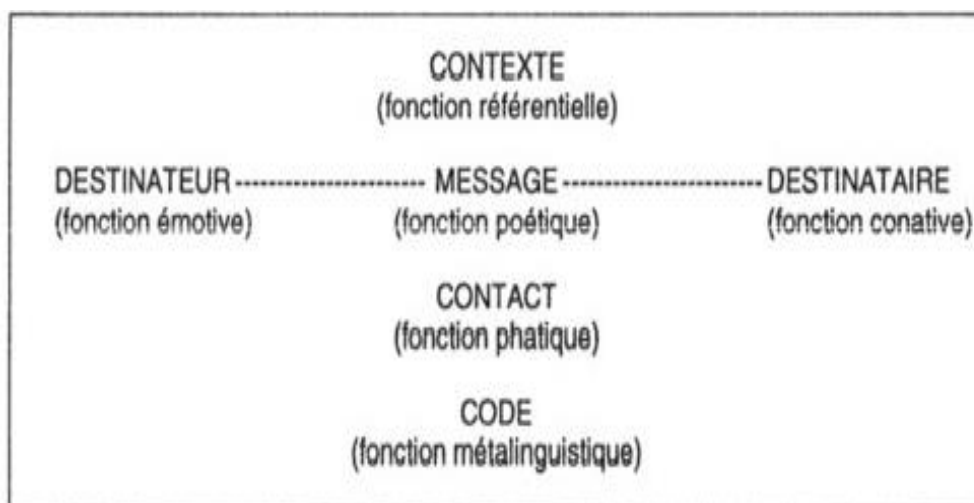 CONTEXTE
(fonction référentielle)
DESTINATEUR ---------------------- MESSAGE ----------------------- DESTINATAIRE
(fonction émotive) (fonction poétique) (fonction conative)
CONTACT
(fonction phatique)
CODE
(fonction métalinguistique)